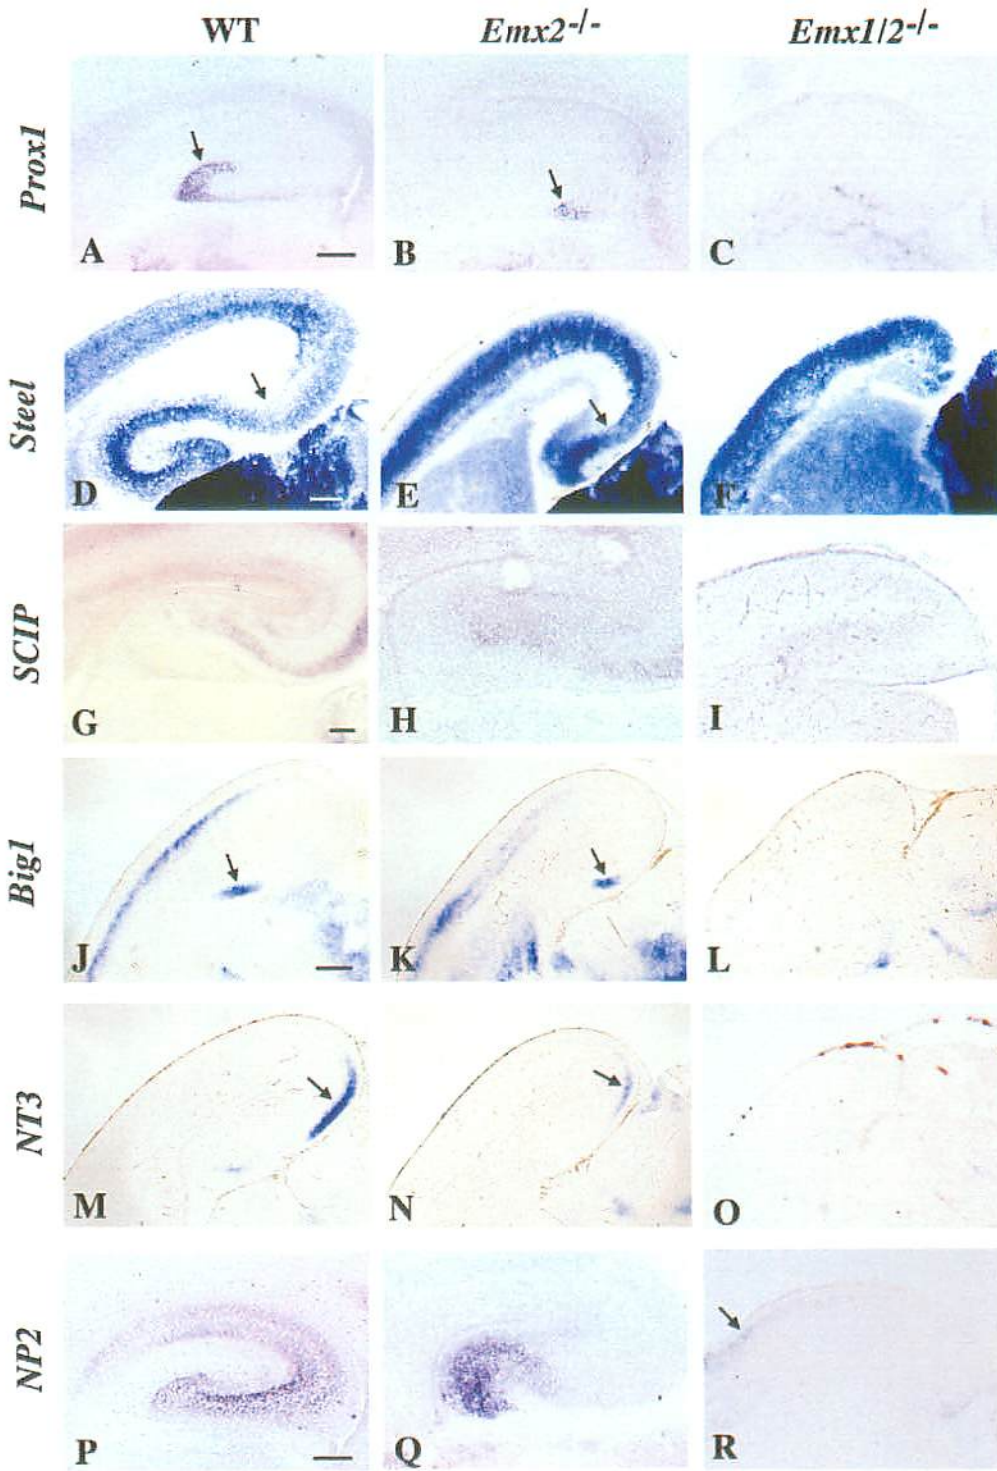 WT Emx2-/- Emx1/2-/-
Prox1
A B C
Steel
D E F
SCIP
G H I
Big1
J K L
NT3
M N O
NP2
P Q R